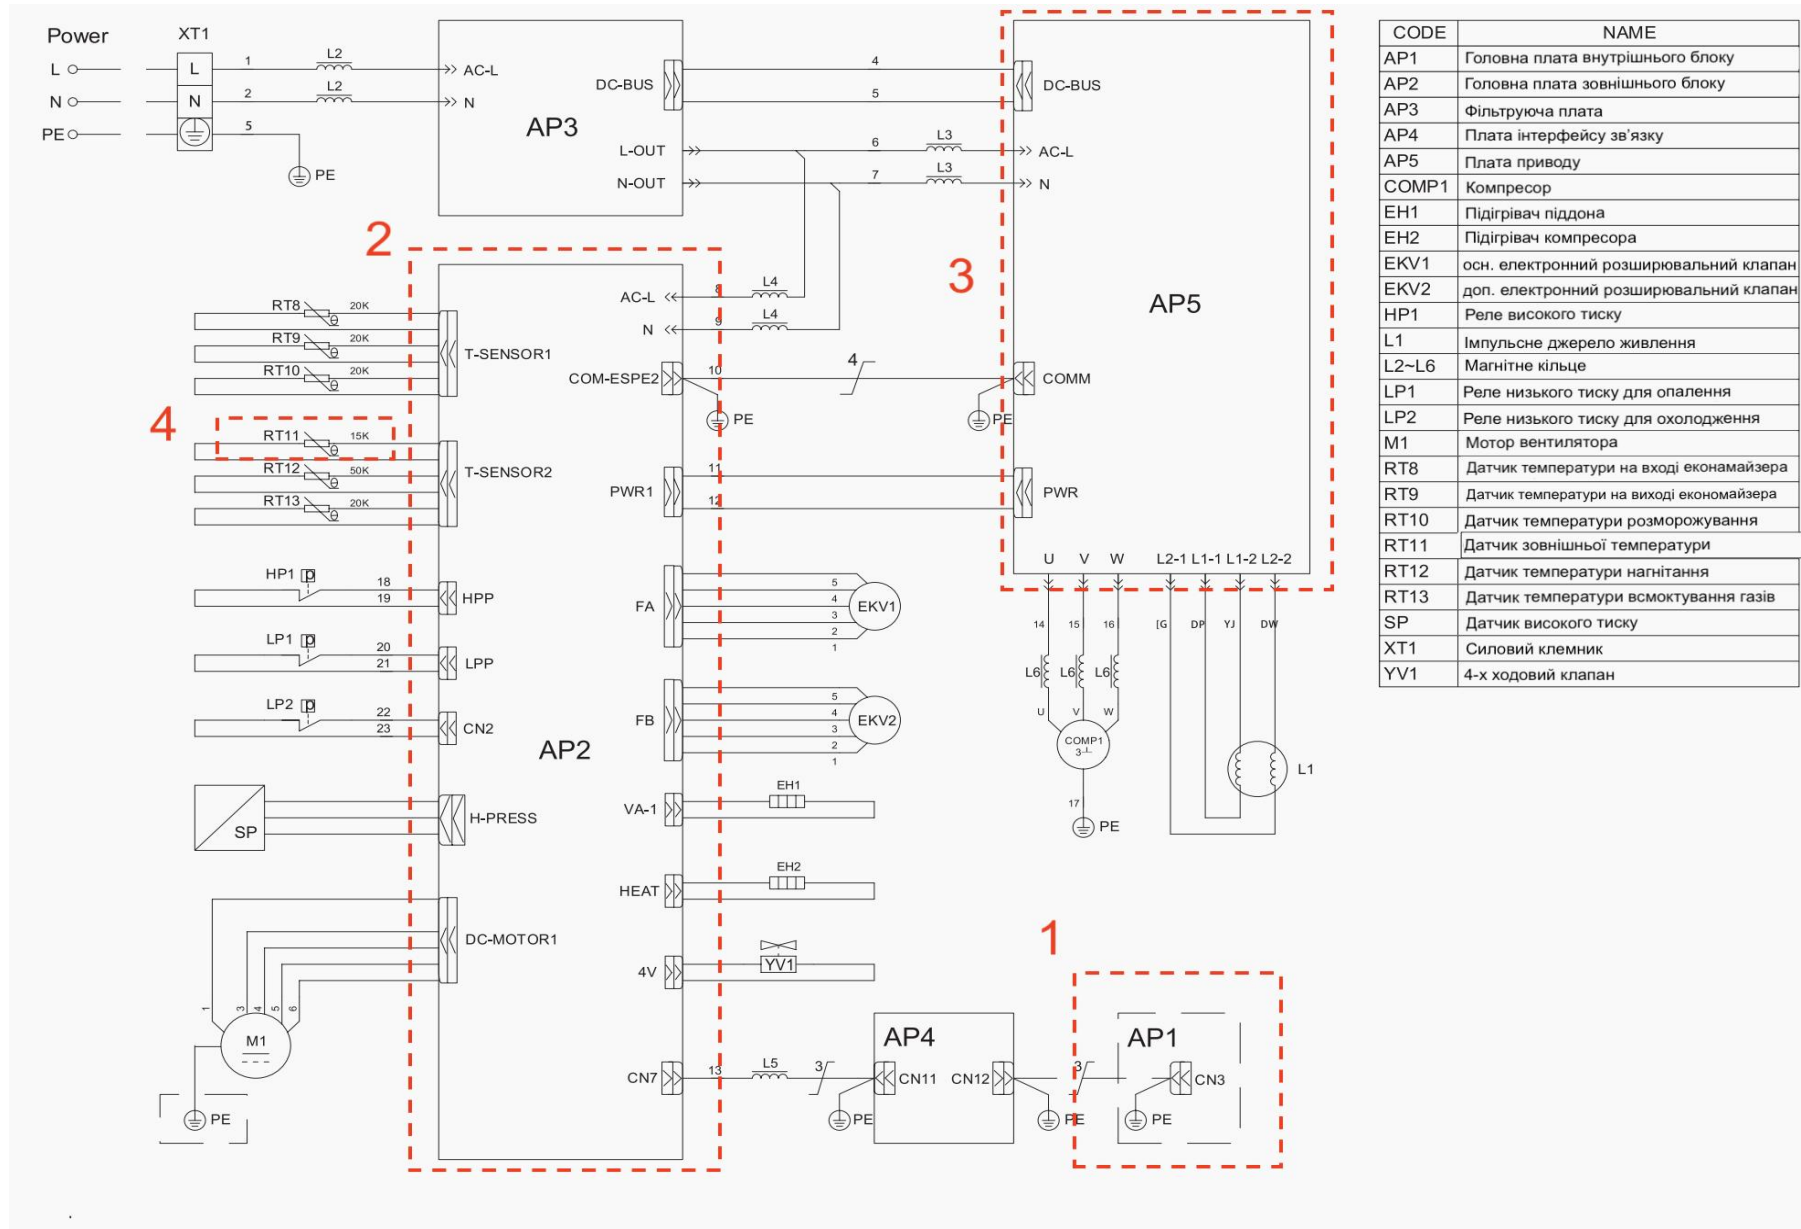 Power
XT1
L
L
1
L2
AC-L
N
N
2
L2
N
PE
5
PE
AP3
DC-BUS
4
5
DC-BUS
L-OUT
6
L3
AC-L
N-OUT
7
L3
N
2
3
AP5
AC-L
8
L4
N
9
L4
RT8
20K
RT9
20K
RT10
20K
T-SENSOR1
COM-ESPE2
10
4
COMM
PE
PE
4
RT11
15K
RT12
50K
RT13
20K
T-SENSOR2
PWR1
11
12
PWR
U
V
W
L2-1
L1-1
L1-2
L2-2
HP1
p
18
19
HPP
FA
5
4
3
2
1
EKV1
14
15
16
[G
DP
YJ
DW
LP1
p
20
21
LPP
L6
L6
L6
LP2
p
22
23
CN2
FB
5
4
3
2
1
EKV2
U
V
W
COMP1
3
L1
17
PE
AP2
SP
H-PRESS
VA-1
EH1
HEAT
EH2
DC-MOTOR1
4V
YV1
1
1
3
4
5
6
M1
PE
CN7
13
L5
3
AP4
CN11
CN12
PE
PE
3
AP1
CN3
PE
CODE NAME
AP1 Головна плата внутрішнього блоку
AP2 Головна плата зовнішнього блоку
AP3 Фільтруюча плата
AP4 Плата інтерфейсу зв'язку
AP5 Плата приводу
COMP1 Компресор
EH1 Підігрівач піддона
EH2 Підігрівач компресора
EKV1 осн. електронний розширювальний клапан
EKV2 доп. електронний розширювальний клапан
HP1 Реле високого тиску
L1 Імпульсне джерело живлення
L2~L6 Магнітне кільце
LP1 Реле низького тиску для опалення
LP2 Реле низького тиску для охолодження
M1 Мотор вентилятора
RT8 Датчик температури на вході еконамайзера
RT9 Датчик температури на виході економайзера
RT10 Датчик температури розморожування
RT11 Датчик зовнішньої температури
RT12 Датчик температури нагнітання
RT13 Датчик температури всмоктування газів
SP Датчик високого тиску
XT1 Силовий клемник
YV1 4-х ходовий клапан